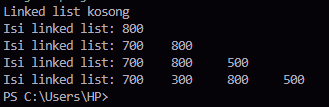 Linked list kosong
Isi linked list: 800
Isi linked list: 700 800
Isi linked list: 700 800 500
Isi linked list: 700 300 800 500
PS C:\Users\HP>